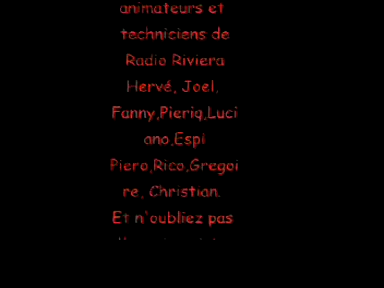 animateurs et
techniciens de
Radio Riviera
Hervé, Joel,
Fanny,Pieriq,Luci
ano,Espi
Piero,Rico,Gregoi
re, Christian.
Et n'oubliez pas